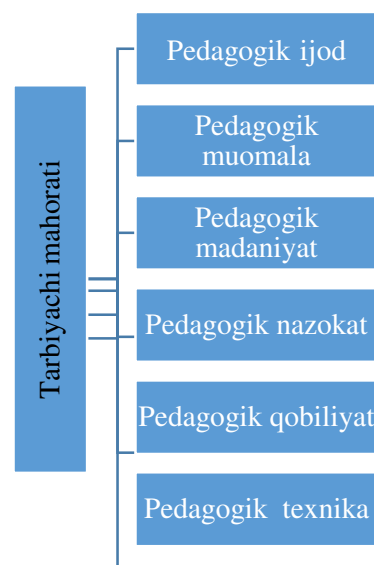 Tarbiyachi mahorati
Pedagogik ijod
Pedagogik
muomala
Pedagogik
madaniyat
Pedagogik nazokat
Pedagogik qobiliyat
Pedagogik texnika